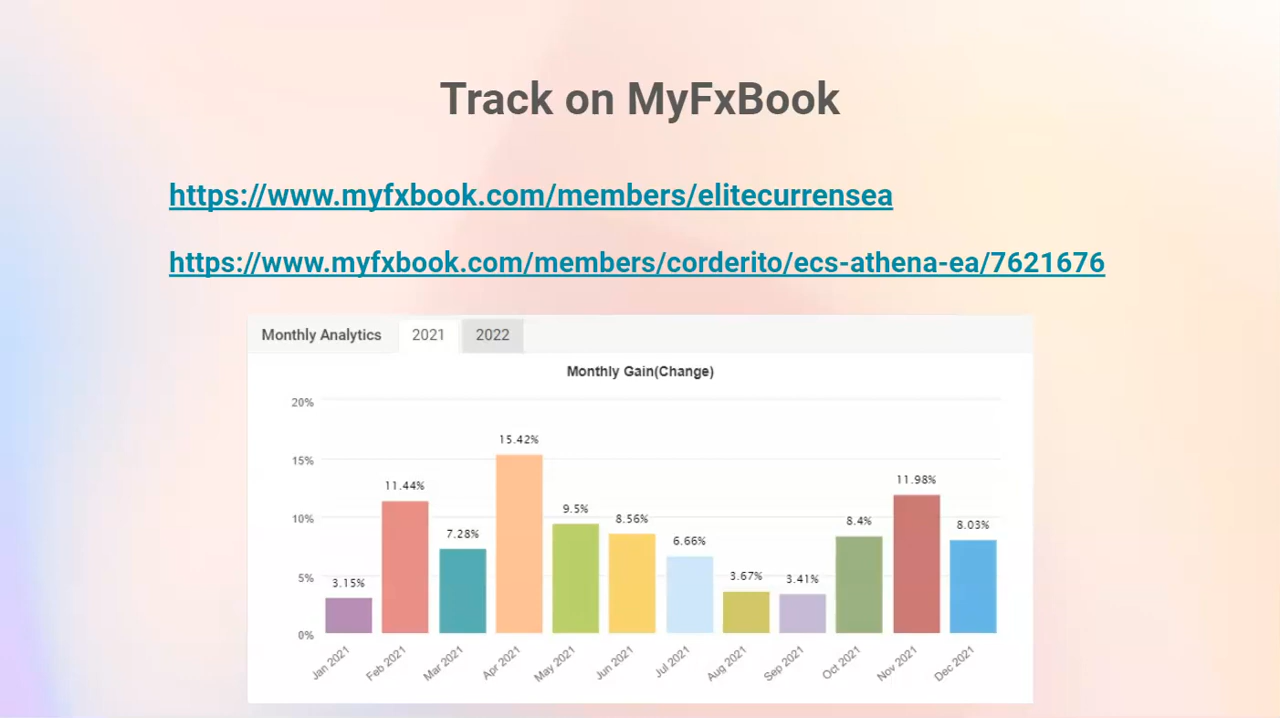 Track on MyFxBook
https://www.myfxbook.com/members/elitecurrensea
https://www.myfxbook.com/members/corderito/ecs-athena-ea/7621676
Monthly Analytics 2021 2022
Monthly Gain(Change)
20%
15%
10%
5%
0%
3.15%
11.44%
7.28%
15.42%
9.5%
8.56%
6.66%
3.67%
3.41%
8.4%
11.98%
8.03%
Jan 2021
Feb 2021
Mar 2021
Apr 2021
May 2021
Jun 2021
Jul 2021
Aug 2021
Sep 2021
Oct 2021
Nov 2021
Dec 2021